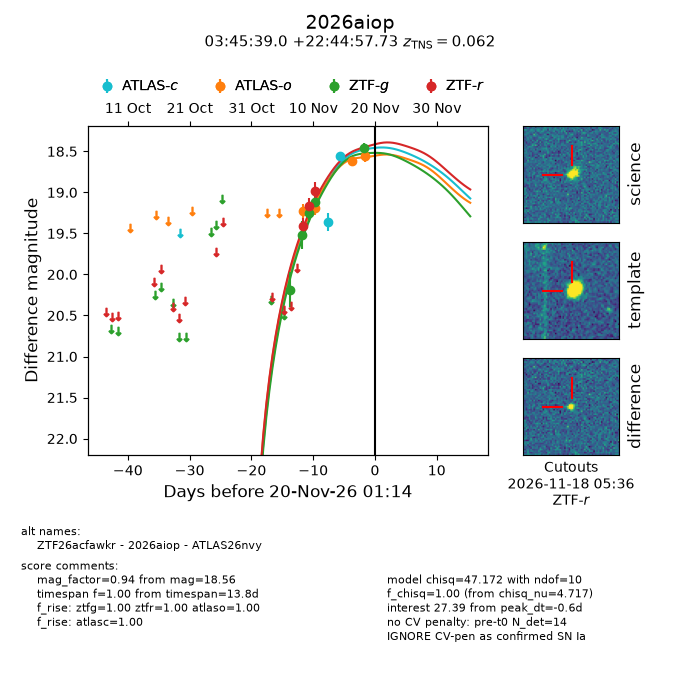 2026aiop
03:45:39.0 +22:44:57.73 z_TNS = 0.062
ATLAS-c ATLAS-o ZTF-g ZTF-r
11 Oct 21 Oct 31 Oct 10 Nov 20 Nov 30 Nov
18.5
19.0
19.5
20.0
20.5
21.0
21.5
22.0
Difference magnitude
−40 −30 −20 −10 0 10
Days before 20-Nov-26 01:14
science
template
difference
Cutouts
2026-11-18 05:36
ZTF-r
alt names:
ZTF26acfawkr - 2026aiop - ATLAS26nvy
score comments:
mag_factor=0.94 from mag=18.56
timespan f=1.00 from timespan=13.8d
f_rise: ztfg=1.00 ztfr=1.00 atlaso=1.00
f_rise: atlasc=1.00
model chisq=47.172 with ndof=10
f_chisq=1.00 (from chisq_nu=4.717)
interest 27.39 from peak_dt=-0.6d
no CV penalty: pre-t0 N_det=14
IGNORE CV-pen as confirmed SN Ia